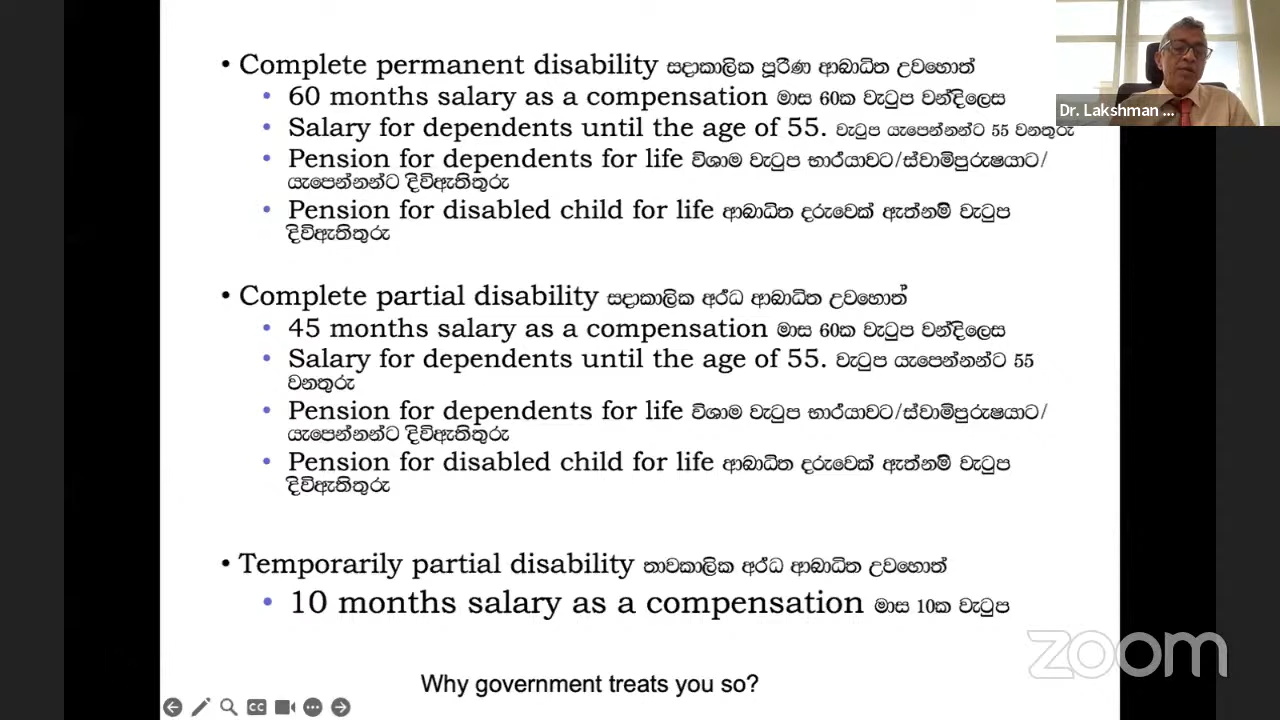 • Complete permanent disability සදාකාලික පූර්ණ ආබාධිත උවහොත්
• 60 months salary as a compensation මාස 60ක වැටුප වන්දිලෙස
• Salary for dependents until the age of 55. වැටුප යැපෙන්නන්ට 55 වනතුරු
• Pension for dependents for life විශාම වැටුප භාර්යාවට/ස්වාමිපුරුෂයාට/
යැපෙන්නන්ට දිවිඇතිතුරු
• Pension for disabled child for life ආබාධිත දරුවෙක් ඇත්නම් වැටුප
දිවිඇතිතුරු
• Complete partial disability සදාකාලික අර්ධ ආබාධිත උවහොත්
• 45 months salary as a compensation මාස 60ක වැටුප වන්දිලෙස
• Salary for dependents until the age of 55. වැටුප යැපෙන්නන්ට 55
වනතුරු
• Pension for dependents for life විශාම වැටුප භාර්යාවට/ස්වාමිපුරුෂයාට/
යැපෙන්නන්ට දිවිඇතිතුරු
• Pension for disabled child for life ආබාධිත දරුවෙක් ඇත්නම් වැටුප
දිවිඇතිතුරු
• Temporarily partial disability තාවකාලික අර්ධ ආබාධිත උවහොත්
• 10 months salary as a compensation මාස 10ක වැටුප
Why government treats you so?
Dr. Lakshman ...
zoom
CC